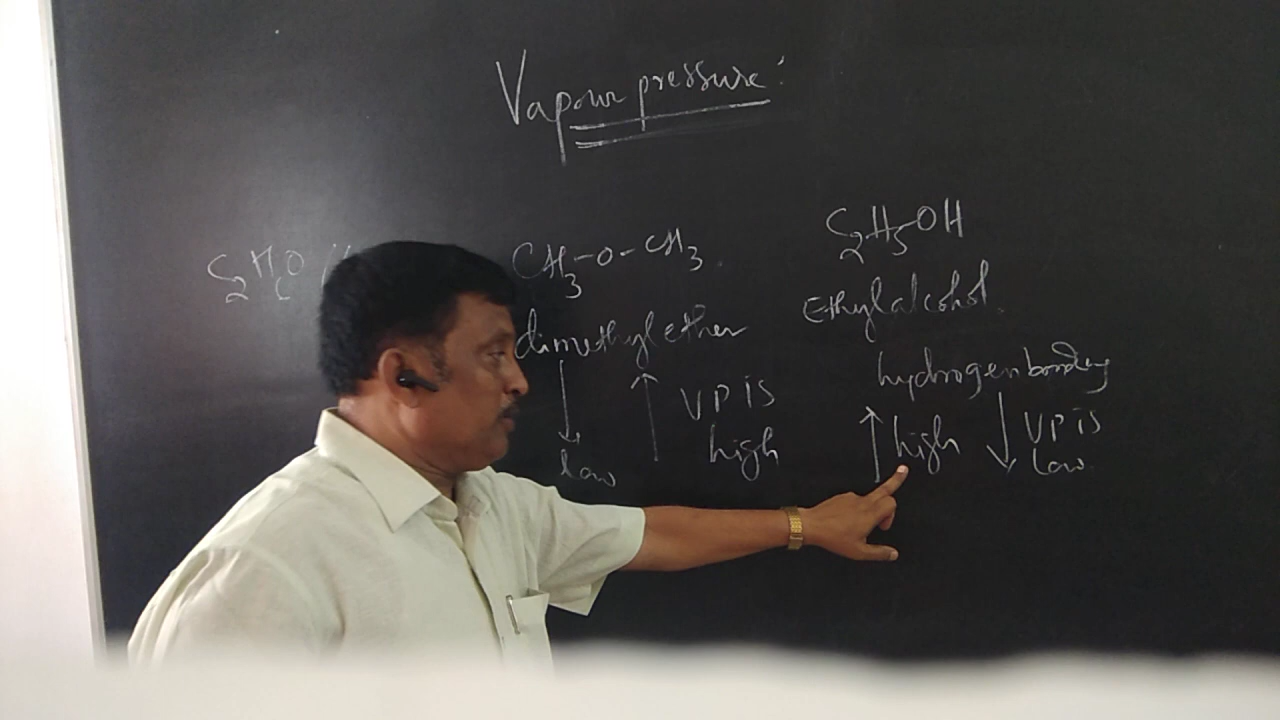 Vapour pressure:
C2H6O
CH3-O-CH3
C2H5OH
dimethyl ether
Ethyl alcohol.
hydrogen bonding
↓ low
↑ VP is high
↑ high
↓ VP is low